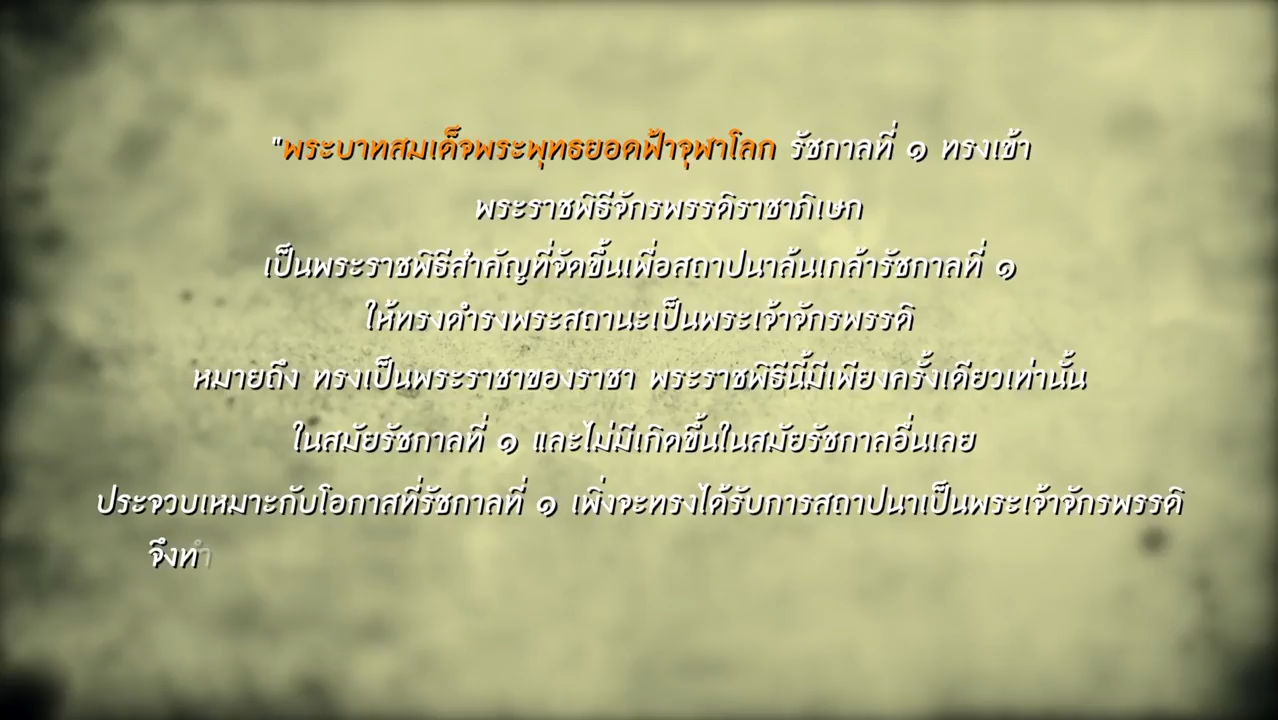 "พระบาทสมเด็จพระพุทธยอดฟ้าจุฬาโลก รัชกาลที่ ๑ ทรงเข้า
พระราชพิธีจักรพรรดิราชาภิเษก
เป็นพระราชพิธีสำคัญที่จัดขึ้นเพื่อสถาปนาล้นเกล้ารัชกาลที่ ๑
ให้ทรงดำรงพระสถานะเป็นพระเจ้าจักรพรรดิ
หมายถึง ทรงเป็นพระราชาของราชา พระราชพิธีนี้มีเพียงครั้งเดียวเท่านั้น
ในสมัยรัชกาลที่ ๑ และไม่มีเกิดขึ้นในสมัยรัชกาลอื่นเลย
ประจวบเหมาะกับโอกาสที่รัชกาลที่ ๑ เพิ่งจะทรงได้รับการสถาปนาเป็นพระเจ้าจักรพรรดิ
จึงทำ